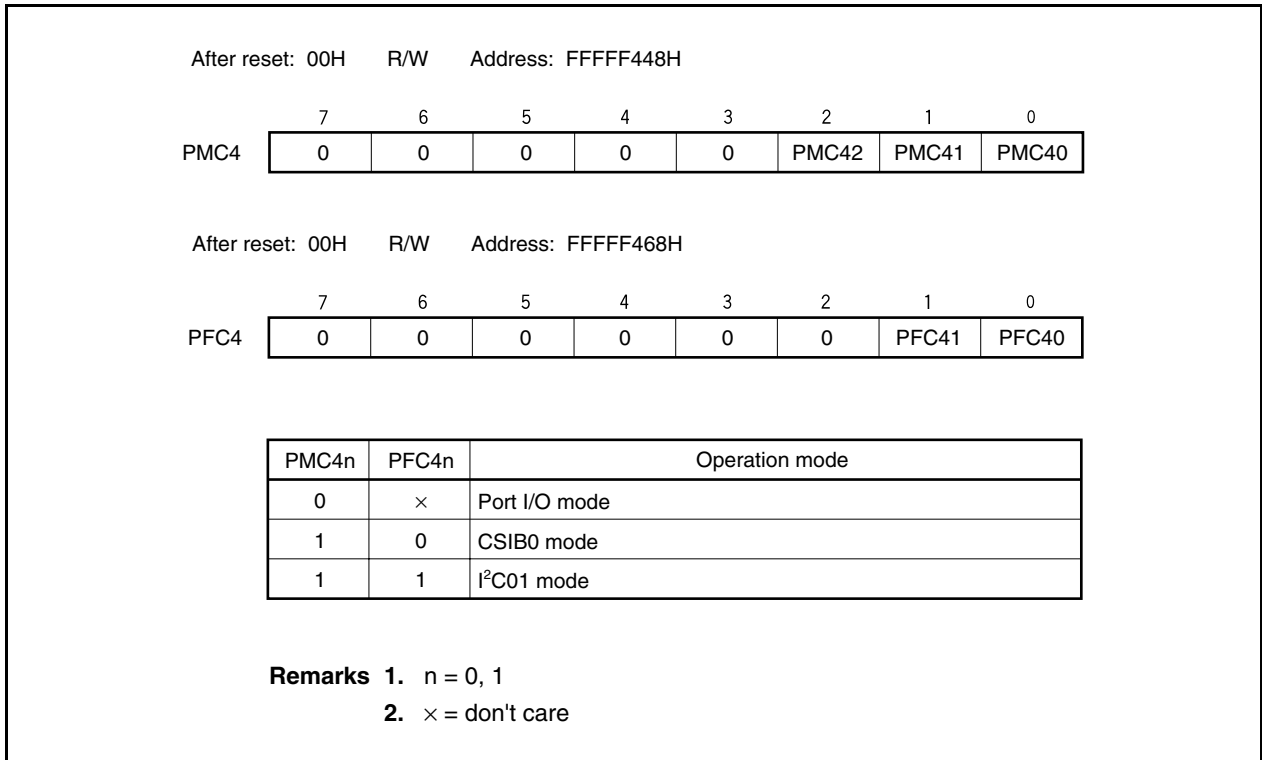 After reset: 00H R/W Address: FFFFF448H
7 6 5 4 3 2 1 0
PMC4 0 0 0 0 0 PMC42 PMC41 PMC40
After reset: 00H R/W Address: FFFFF468H
7 6 5 4 3 2 1 0
PFC4 0 0 0 0 0 0 PFC41 PFC40
PMC4n PFC4n Operation mode
0 × Port I/O mode
1 0 CSIB0 mode
1 1 I²C01 mode
Remarks 1. n = 0, 1
2. × = don't care